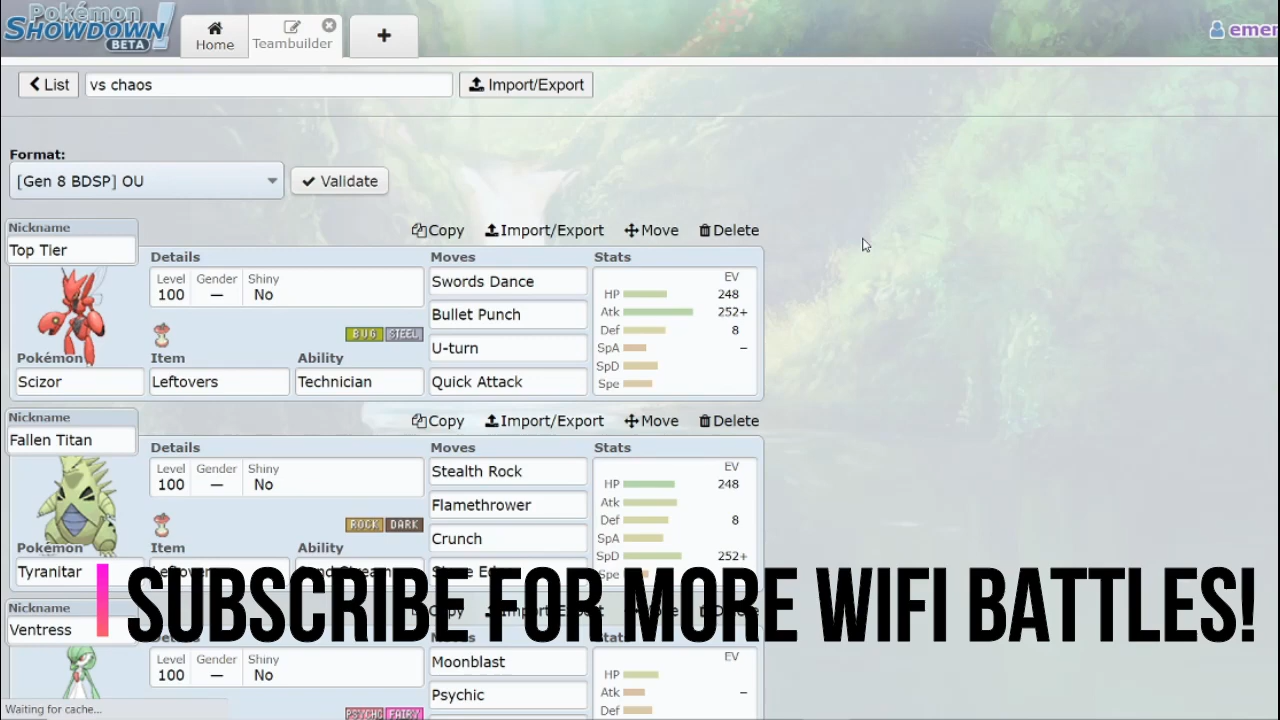 Pokémon
SHOWDOWN!
BETA
Home
Teambuilder
+
emer
List
vs chaos
Import/Export
Format:
[Gen 8 BDSP] OU
Validate
Nickname
Top Tier
Copy Import/Export Move Delete
Details Moves Stats
Level Gender Shiny
100 — No
Swords Dance
Bullet Punch
U-turn
Quick Attack
EV
HP 248
Atk 252+
Def 8
SpA –
SpD
Spe
BUG STEEL
Pokémon Item Ability
Scizor Leftovers Technician
Nickname
Fallen Titan
Copy Import/Export Move Delete
Details Moves Stats
Level Gender Shiny
100 — No
Stealth Rock
Flamethrower
Crunch
EV
HP 248
Atk
Def 8
SpA
SpD 252+
Spe
ROCK DARK
Pokémon Item Ability
Tyranitar
SUBSCRIBE FOR MORE WIFI BATTLES!
Nickname
Ventress
Level Gender Shiny
100 — No
Moonblast
Psychic
EV
HP
Atk –
Def
PSYCHC FAIRY
Waiting for cache...